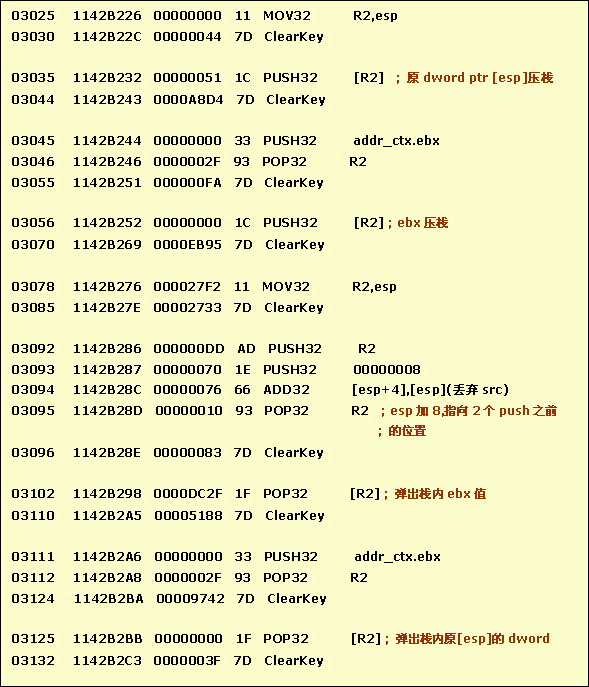 03025 1142B226 00000000 11 MOV32 R2,esp
03030 1142B22C 00000044 7D ClearKey
03035 1142B232 00000051 1C PUSH32 [R2] ; 原 dword ptr [esp]压栈
03044 1142B243 0000A8D4 7D ClearKey
03045 1142B244 00000000 33 PUSH32 addr_ctx.ebx
03046 1142B246 0000002F 93 POP32 R2
03055 1142B251 000000FA 7D ClearKey
03056 1142B252 00000000 1C PUSH32 [R2] ; ebx 压栈
03070 1142B269 0000EB95 7D ClearKey
03078 1142B276 000027F2 11 MOV32 R2,esp
03085 1142B27E 00002733 7D ClearKey
03092 1142B286 000000DD AD PUSH32 R2
03093 1142B287 00000070 1E PUSH32 00000008
03094 1142B28C 00000076 66 ADD32 [esp+4],[esp](丢弃 src)
03095 1142B28D 00000010 93 POP32 R2 ; esp 加 8,指向 2 个 push 之前
; 的位置
03096 1142B28E 00000083 7D ClearKey
03102 1142B298 0000DC2F 1F POP32 [R2] ; 弹出栈内 ebx 值
03110 1142B2A5 00005188 7D ClearKey
03111 1142B2A6 00000000 33 PUSH32 addr_ctx.ebx
03112 1142B2A8 0000002F 93 POP32 R2
03124 1142B2BA 00009742 7D ClearKey
03125 1142B2BB 00000000 1F POP32 [R2] ; 弹出栈内原[esp]的 dword
03132 1142B2C3 0000003F 7D ClearKey